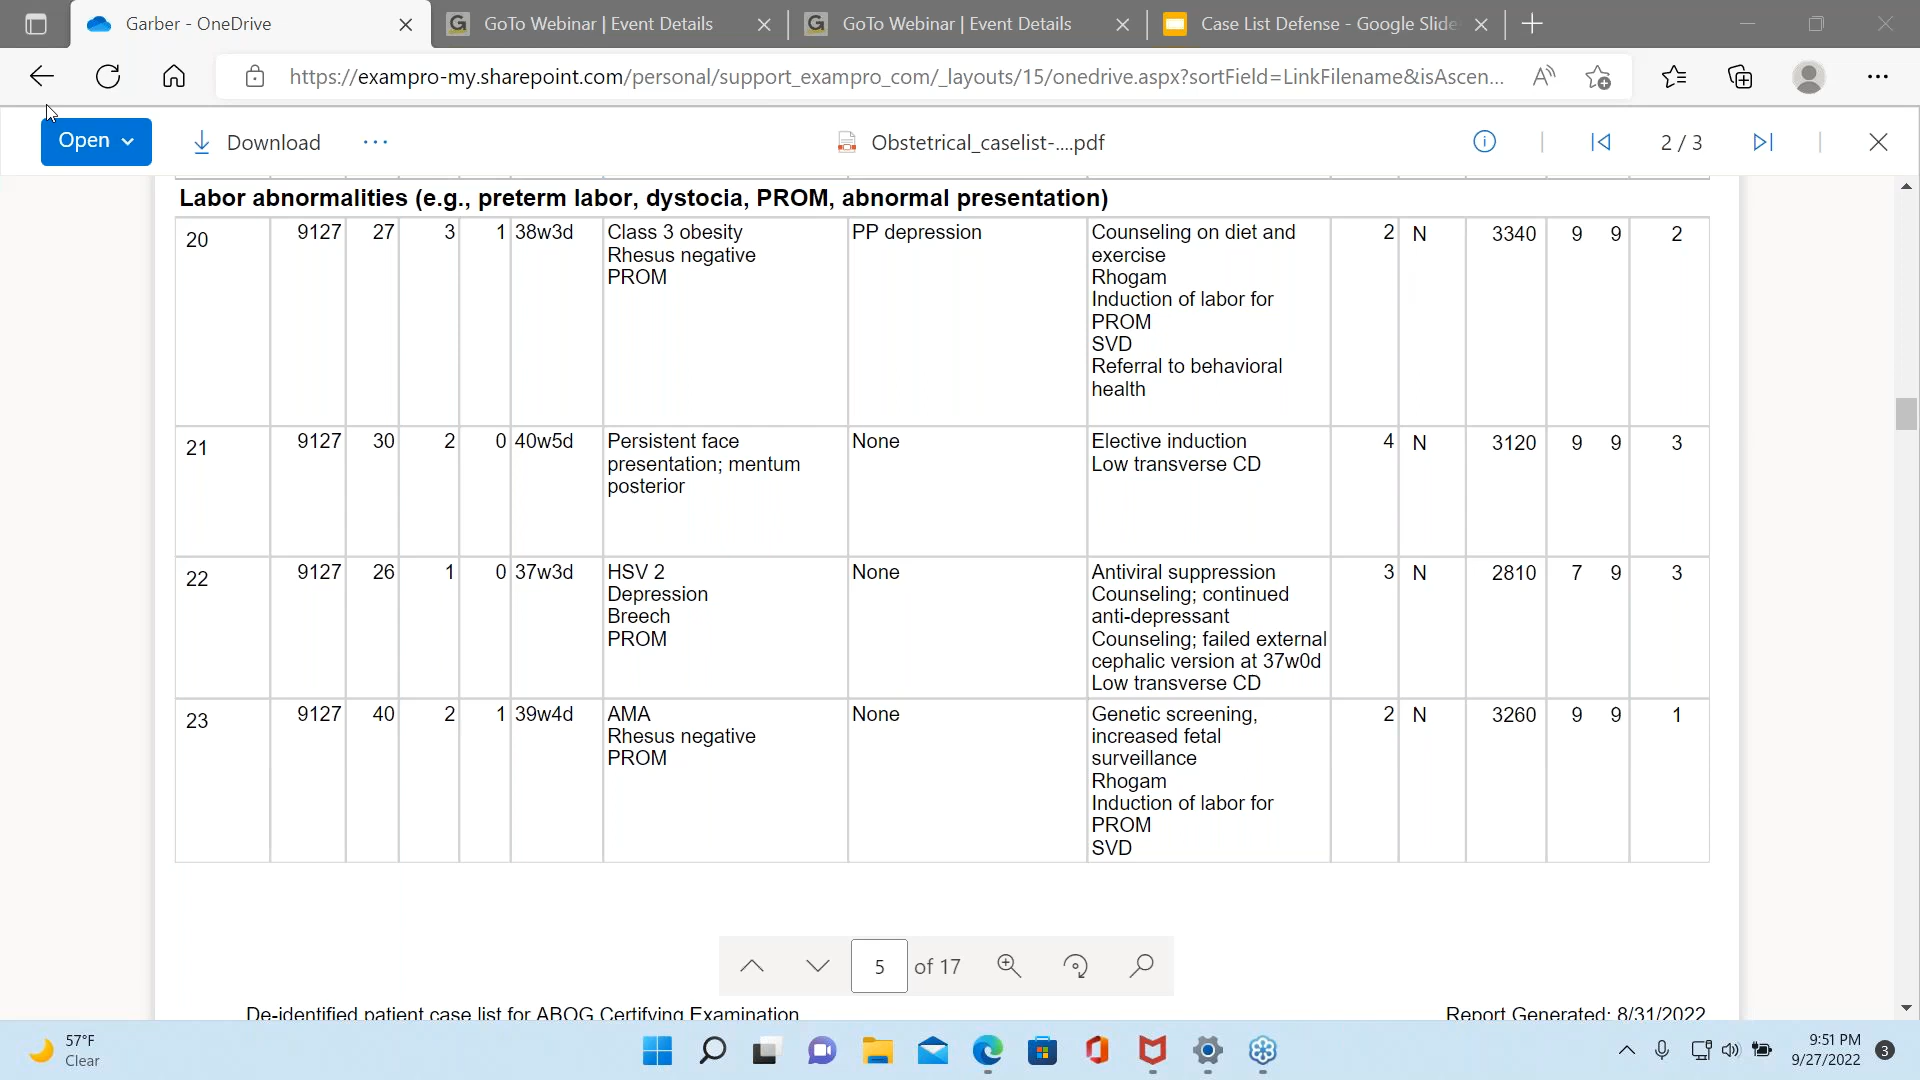 Garber - OneDrive
GoTo Webinar | Event Details
GoTo Webinar | Event Details
Case List Defense - Google Slide
https://exampro-my.sharepoint.com/personal/support_exampro_com/_layouts/15/onedrive.aspx?sortField=LinkFilename&isAscen...
Open
Download
Obstetrical_caselist-....pdf
2 / 3
Labor abnormalities (e.g., preterm labor, dystocia, PROM, abnormal presentation)
20 9127 27 3 1 38w3d Class 3 obesity PP depression Counseling on diet and 2 N 3340 9 9 2
Rhesus negative exercise
PROM Rhogam
Induction of labor for
PROM
SVD
Referral to behavioral
health
21 9127 30 2 0 40w5d Persistent face None Elective induction 4 N 3120 9 9 3
presentation; mentum Low transverse CD
posterior
22 9127 26 1 0 37w3d HSV 2 None Antiviral suppression 3 N 2810 7 9 3
Depression Counseling; continued
Breech anti-depressant
PROM Counseling; failed external
cephalic version at 37w0d
Low transverse CD
23 9127 40 2 1 39w4d AMA None Genetic screening, 2 N 3260 9 9 1
Rhesus negative increased fetal
PROM surveillance
Rhogam
Induction of labor for
PROM
SVD
5 of 17
De-identified patient case list for ABOG Certifying Examination
Report Generated: 8/31/2022
57°F
Clear
9:51 PM
9/27/2022
3